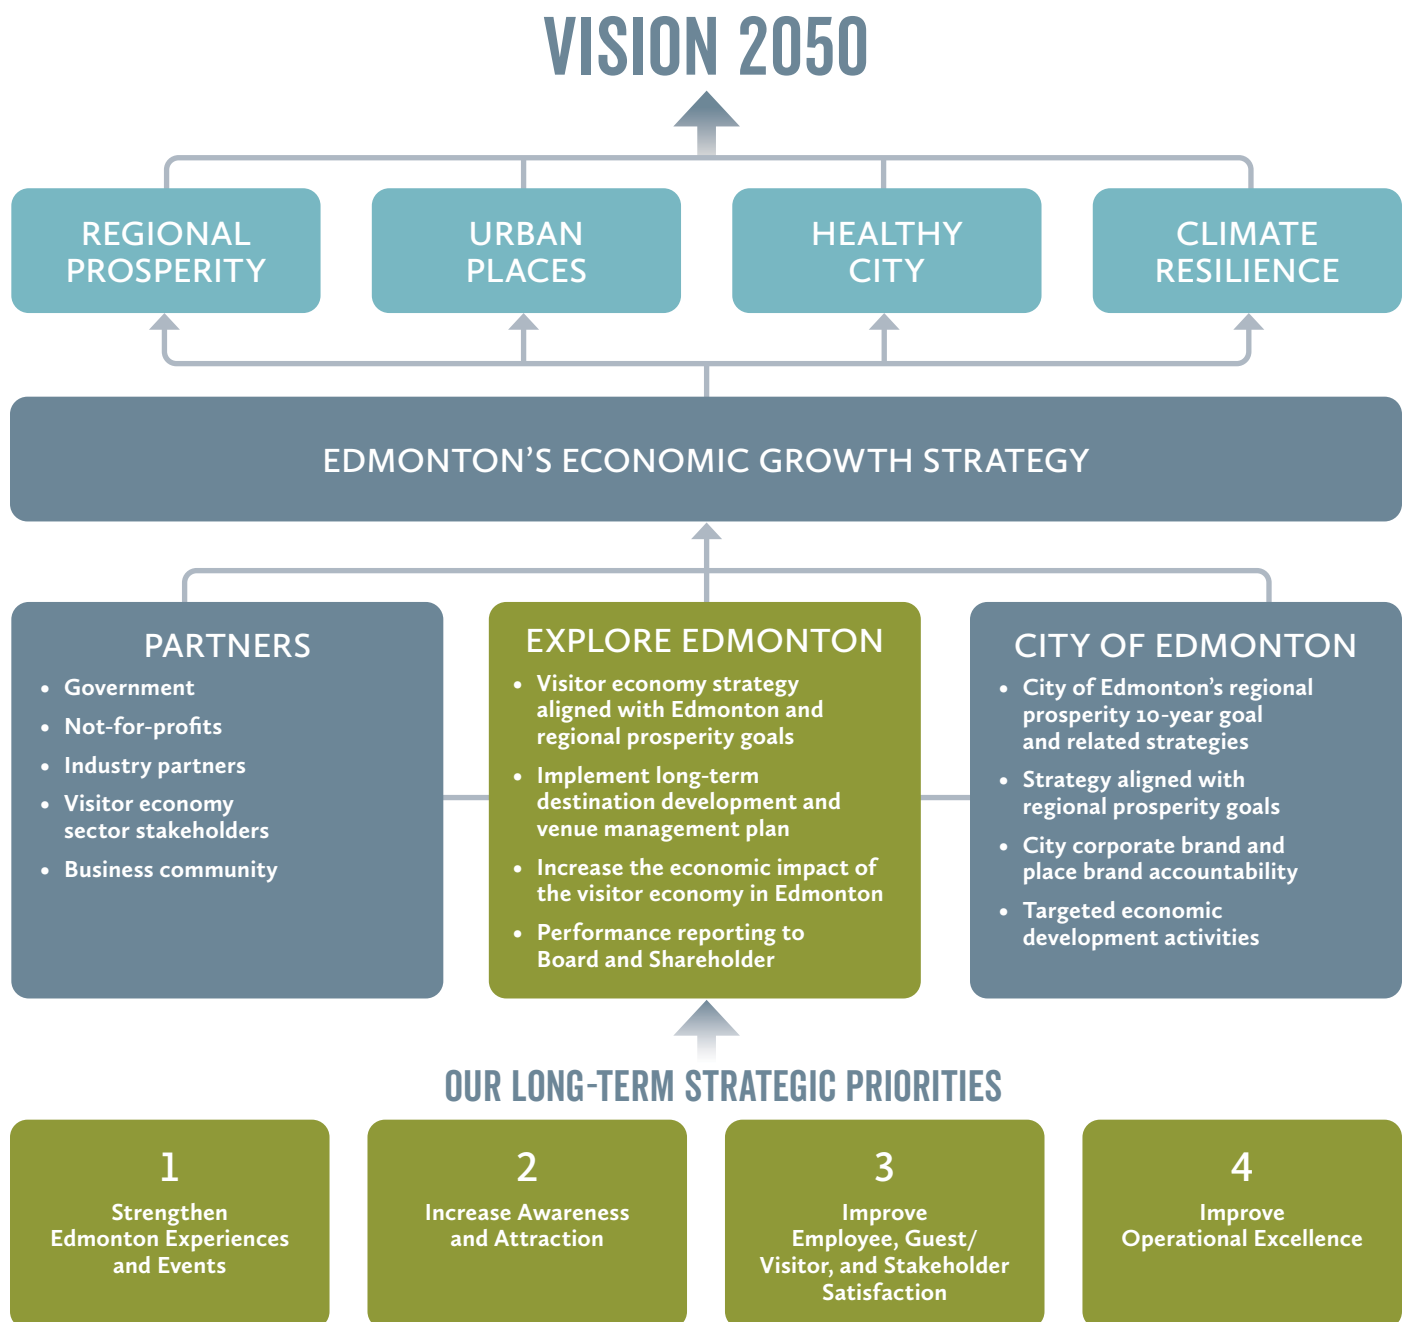 VISION 2050
REGIONAL
PROSPERITY
URBAN
PLACES
HEALTHY
CITY
CLIMATE
RESILIENCE
EDMONTON’S ECONOMIC GROWTH STRATEGY
PARTNERS
• Government
• Not-for-profits
• Industry partners
• Visitor economy
sector stakeholders
• Business community
EXPLORE EDMONTON
• Visitor economy strategy
aligned with Edmonton and
regional prosperity goals
• Implement long-term
destination development and
venue management plan
• Increase the economic impact of
the visitor economy in Edmonton
• Performance reporting to
Board and Shareholder
CITY OF EDMONTON
• City of Edmonton’s regional
prosperity 10-year goal
and related strategies
• Strategy aligned with
regional prosperity goals
• City corporate brand and
place brand accountability
• Targeted economic
development activities
OUR LONG-TERM STRATEGIC PRIORITIES
1
Strengthen
Edmonton Experiences
and Events
2
Increase Awareness
and Attraction
3
Improve
Employee, Guest/
Visitor, and Stakeholder
Satisfaction
4
Improve
Operational Excellence